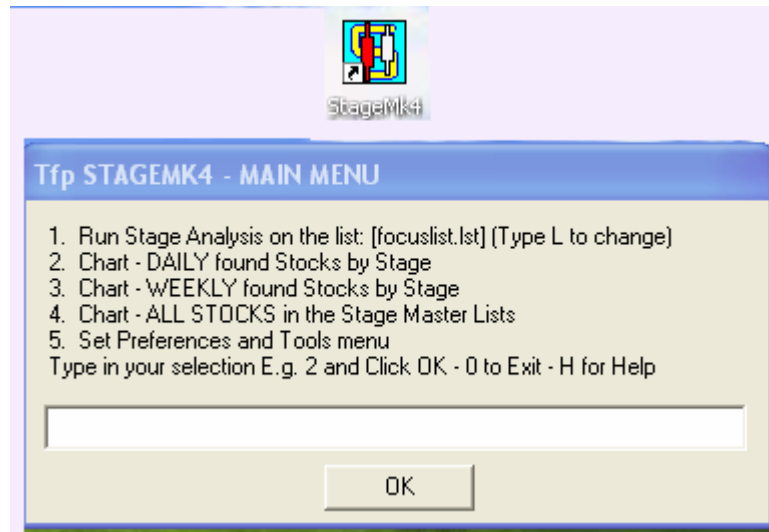 StageMk4
Tfp STAGEMK4 - MAIN MENU
1. Run Stage Analysis on the list: [focuslist.lst] (Type L to change)
2. Chart - DAILY found Stocks by Stage
3. Chart - WEEKLY found Stocks by Stage
4. Chart - ALL STOCKS in the Stage Master Lists
5. Set Preferences and Tools menu
Type in your selection E.g. 2 and Click OK - 0 to Exit - H for Help
OK